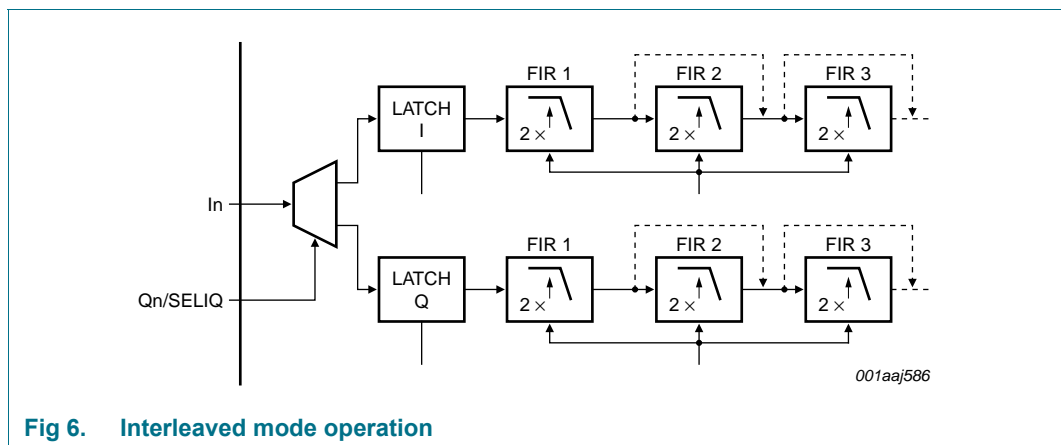 FIR 1
FIR 2
FIR 3
LATCH
I
2 ×
2 ×
2 ×
In
FIR 1
FIR 2
FIR 3
LATCH
Q
2 ×
2 ×
2 ×
Qn/SELIQ
001aaj586
Fig 6. Interleaved mode operation